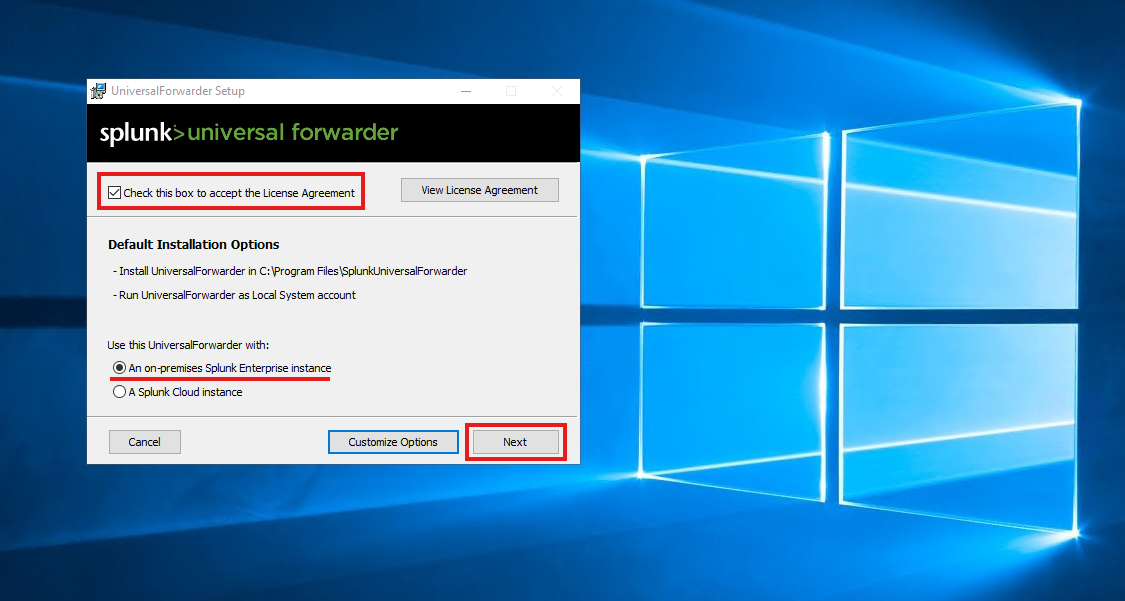 UniversalForwarder Setup
splunk>universal forwarder
Check this box to accept the License Agreement
View License Agreement
Default Installation Options
- Install UniversalForwarder in C:\Program Files\SplunkUniversalForwarder
- Run UniversalForwarder as Local System account
Use this UniversalForwarder with:
An on-premises Splunk Enterprise instance
A Splunk Cloud instance
Cancel
Customize Options
Next